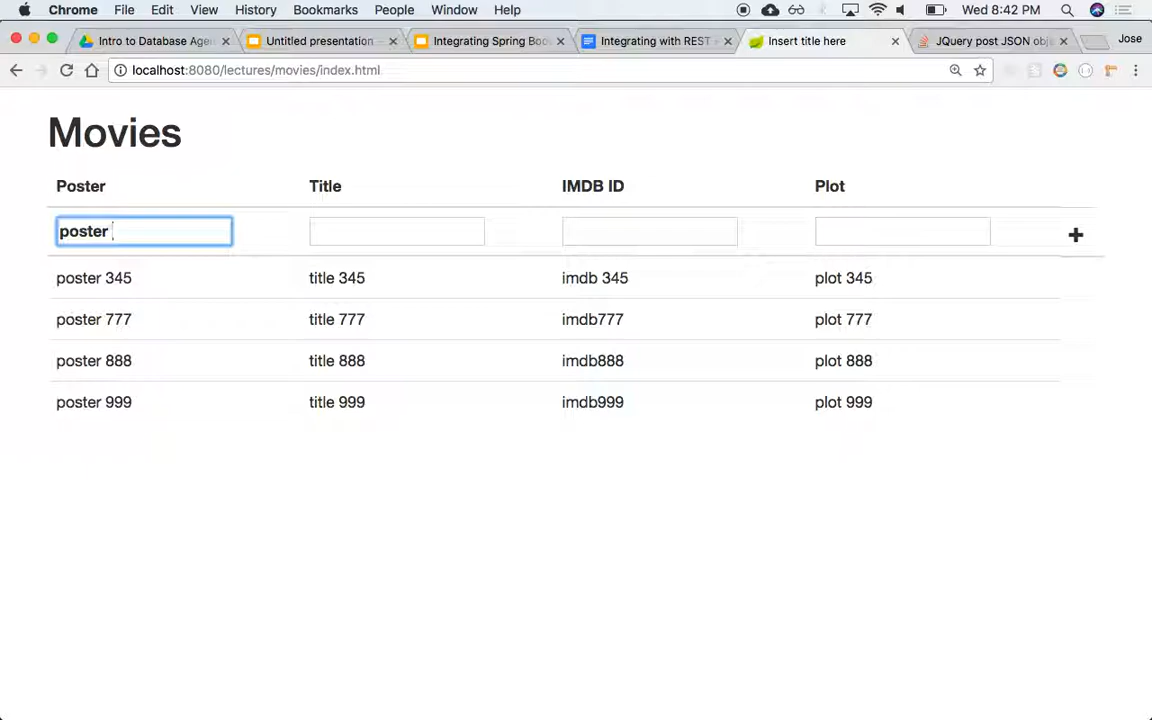 Chrome File Edit View History Bookmarks People Window Help Wed 8:42 PM
Intro to Database Agen Untitled presentation Integrating Spring Boo Integrating with REST Insert title here JQuery post JSON obj Jose
localhost:8080/lectures/movies/index.html
Movies
Poster Title IMDB ID Plot
poster
poster 345 title 345 imdb 345 plot 345
poster 777 title 777 imdb777 plot 777
poster 888 title 888 imdb888 plot 888
poster 999 title 999 imdb999 plot 999